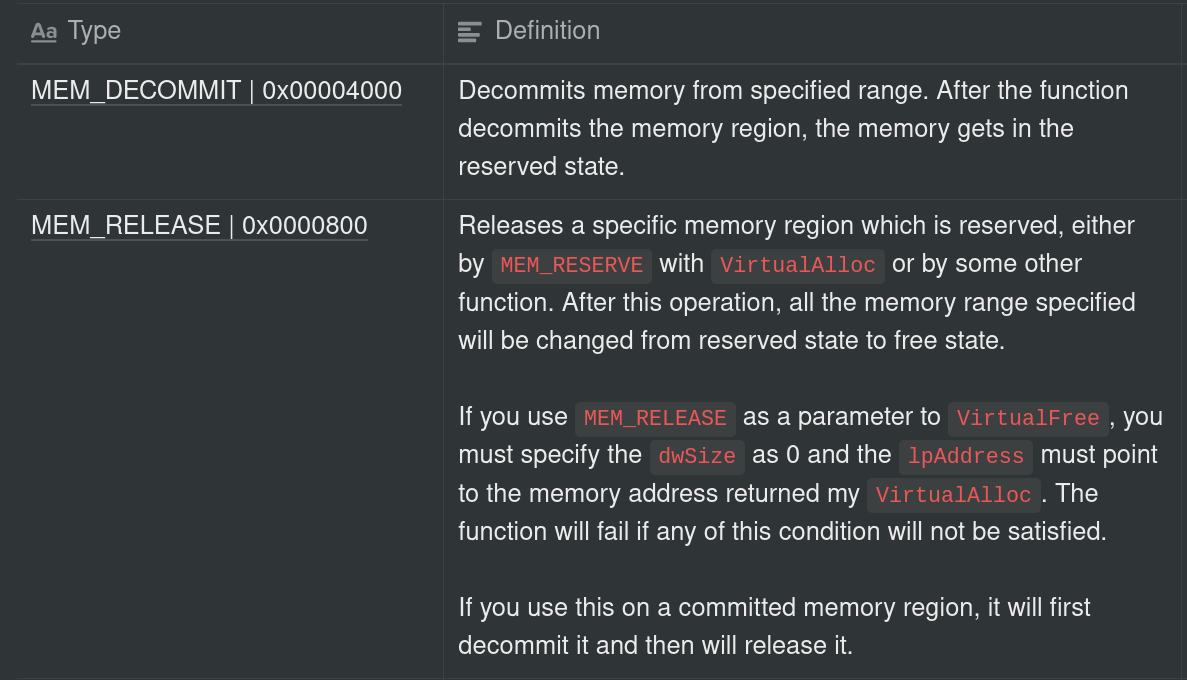 Aa Type
Definition
MEM_DECOMMIT | 0x00004000
Decommits memory from specified range. After the function
decommits the memory region, the memory gets in the
reserved state.
MEM_RELEASE | 0x0000800
Releases a specific memory region which is reserved, either
by MEM_RESERVE with VirtualAlloc or by some other
function. After this operation, all the memory range specified
will be changed from reserved state to free state.
If you use MEM_RELEASE as a parameter to VirtualFree , you
must specify the dwSize as 0 and the lpAddress must point
to the memory address returned my VirtualAlloc . The
function will fail if any of this condition will not be satisfied.
If you use this on a committed memory region, it will first
decommit it and then will release it.